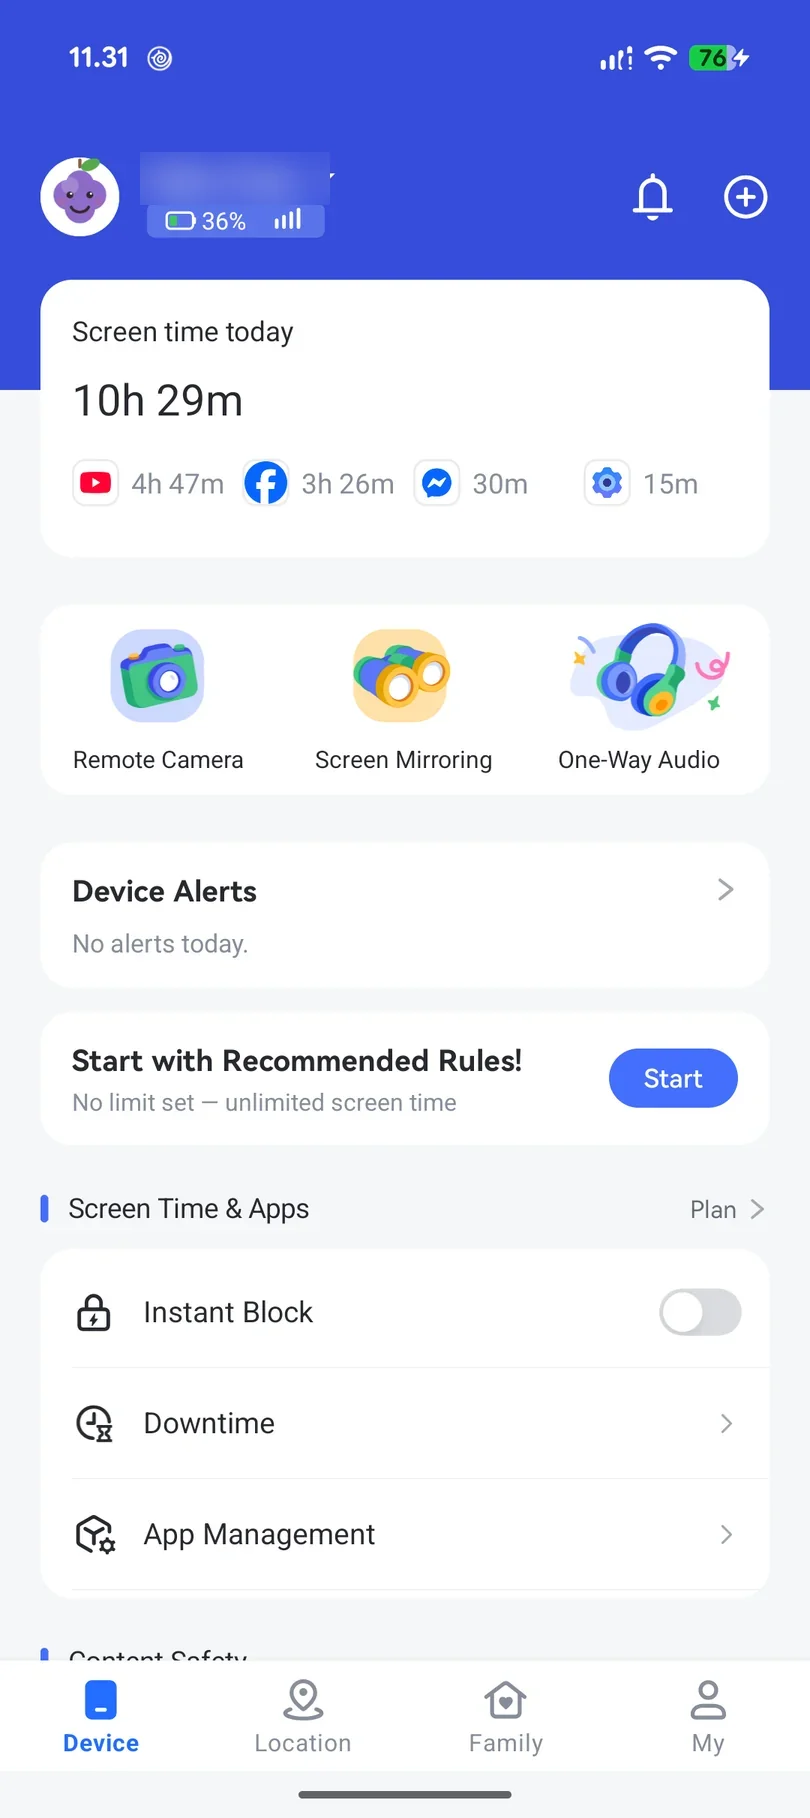 11.31
76
36%
Screen time today
10h 29m
4h 47m 3h 26m 30m 15m
Remote Camera Screen Mirroring One-Way Audio
Device Alerts
No alerts today.
Start with Recommended Rules!
No limit set — unlimited screen time
Start
Screen Time & Apps
Plan
Instant Block
Downtime
App Management
Content Safety
Device Location Family My